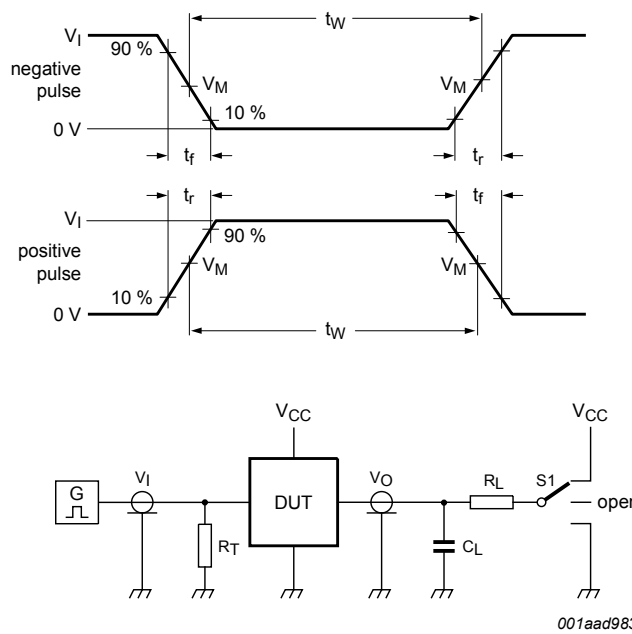 V_I
t_W
90 %
negative
pulse
V_M
V_M
10 %
0 V
t_f
t_r
t_r
t_f
V_I
90 %
positive
pulse
V_M
V_M
10 %
0 V
t_W
V_CC
V_CC
V_I
V_O
R_L
S1
G
DUT
open
R_T
C_L
001aad983